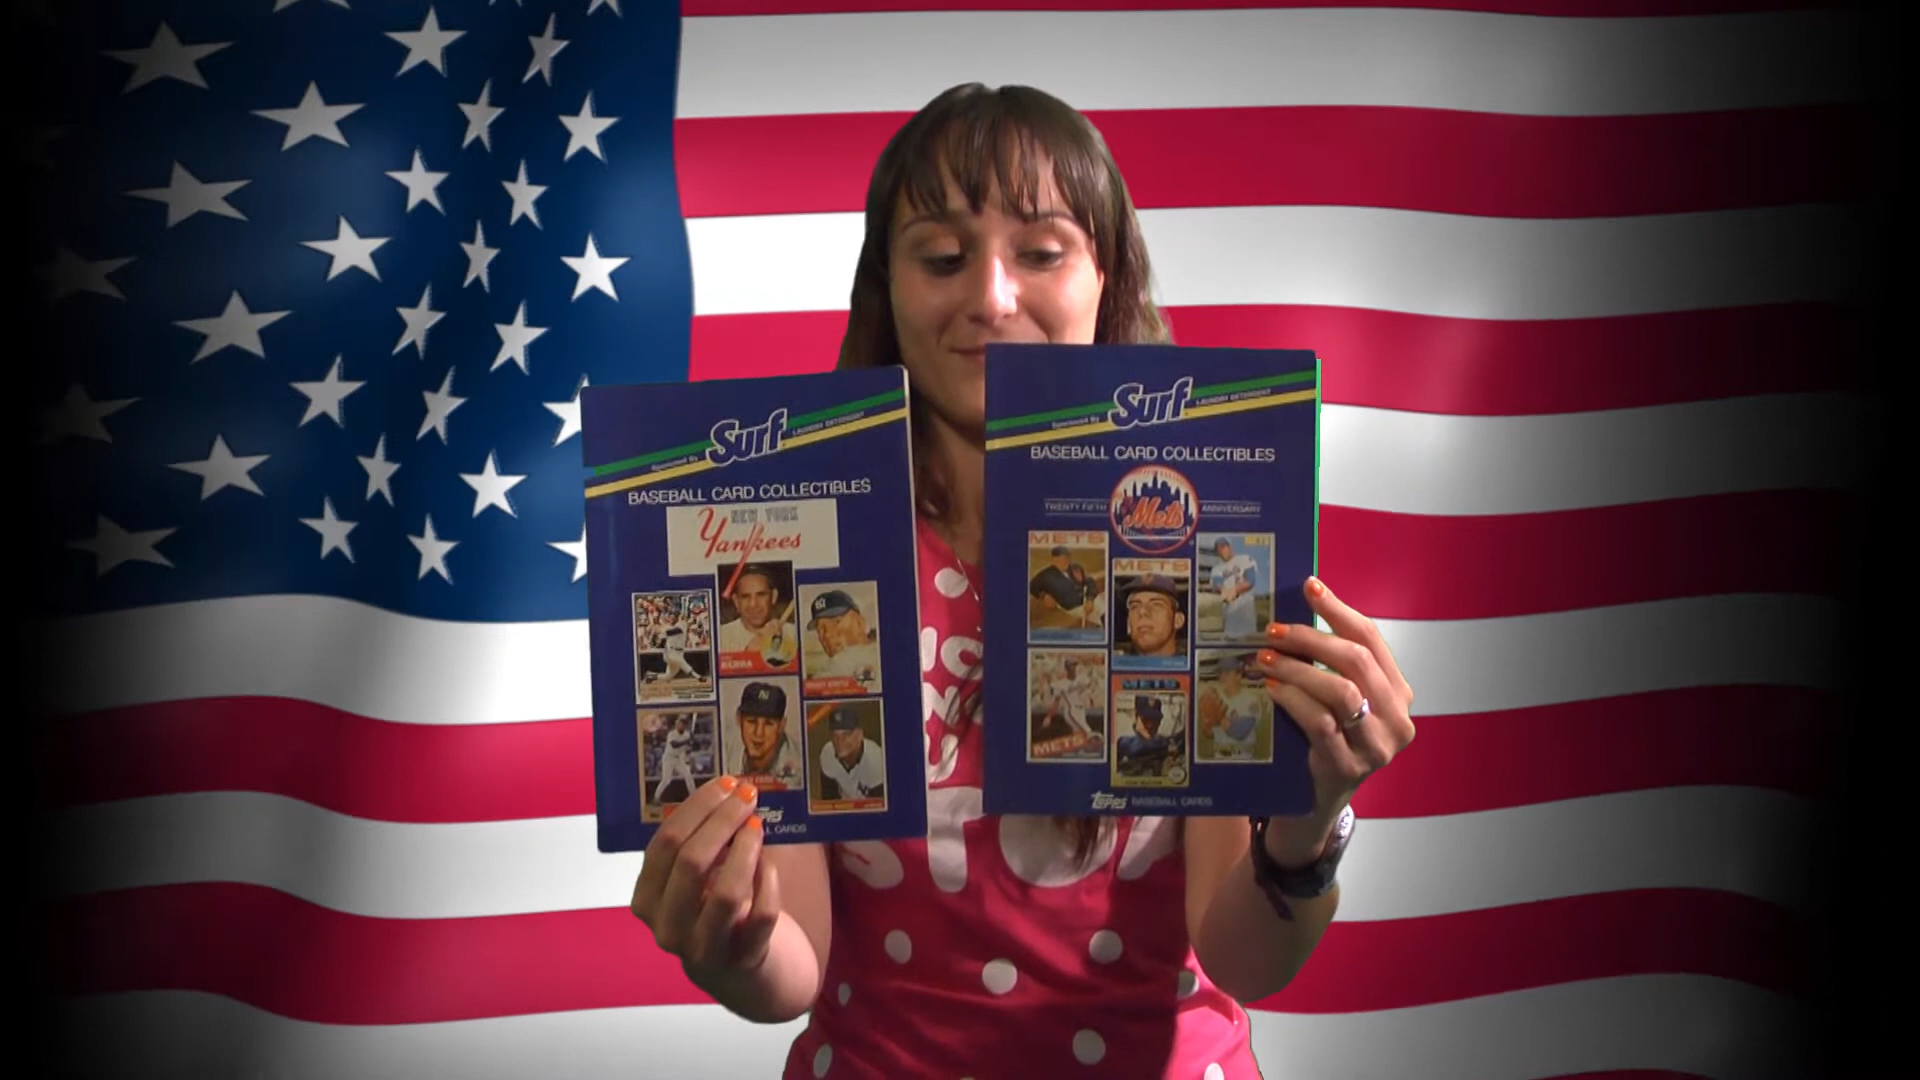 Sponsored By Surf LAUNDRY DETERGENT
BASEBALL CARD COLLECTIBLES
NEW YORK
Yankees
BERRA
TOPPS
CARDS
Sponsored By Surf LAUNDRY DETERGENT
BASEBALL CARD COLLECTIBLES
TWENTY FIFTH Mets ANNIVERSARY
METS
METS
METS
METS
TOPPS BASEBALL CARDS